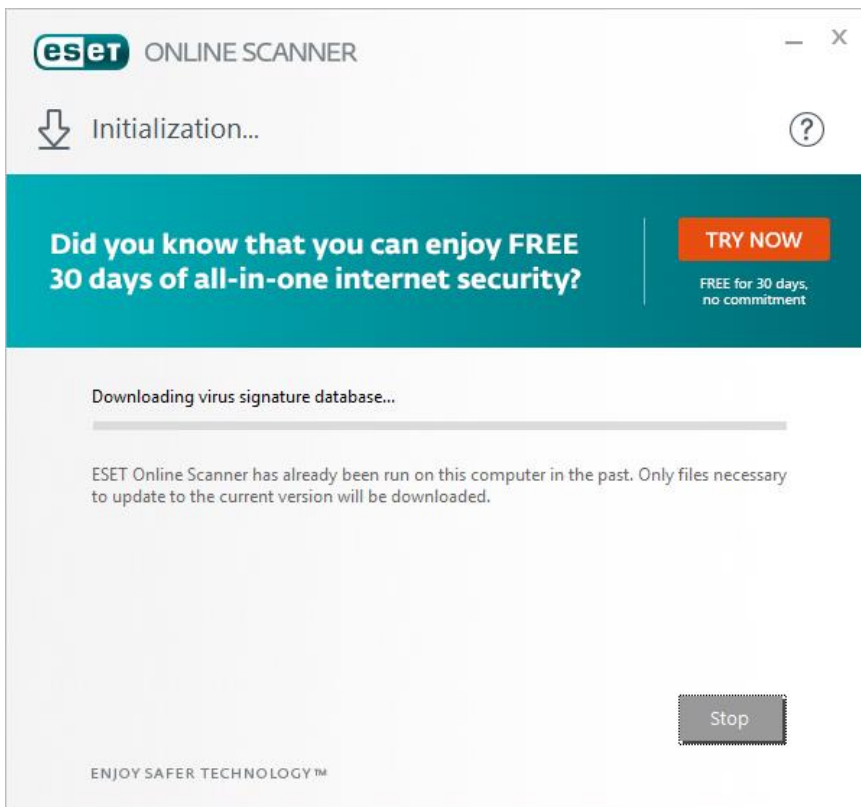 eseT ONLINE SCANNER
Initialization...
?
Did you know that you can enjoy FREE
30 days of all-in-one internet security?
TRY NOW
FREE for 30 days,
no commitment
Downloading virus signature database...
ESET Online Scanner has already been run on this computer in the past. Only files necessary
to update to the current version will be downloaded.
Stop
ENJOY SAFER TECHNOLOGY™